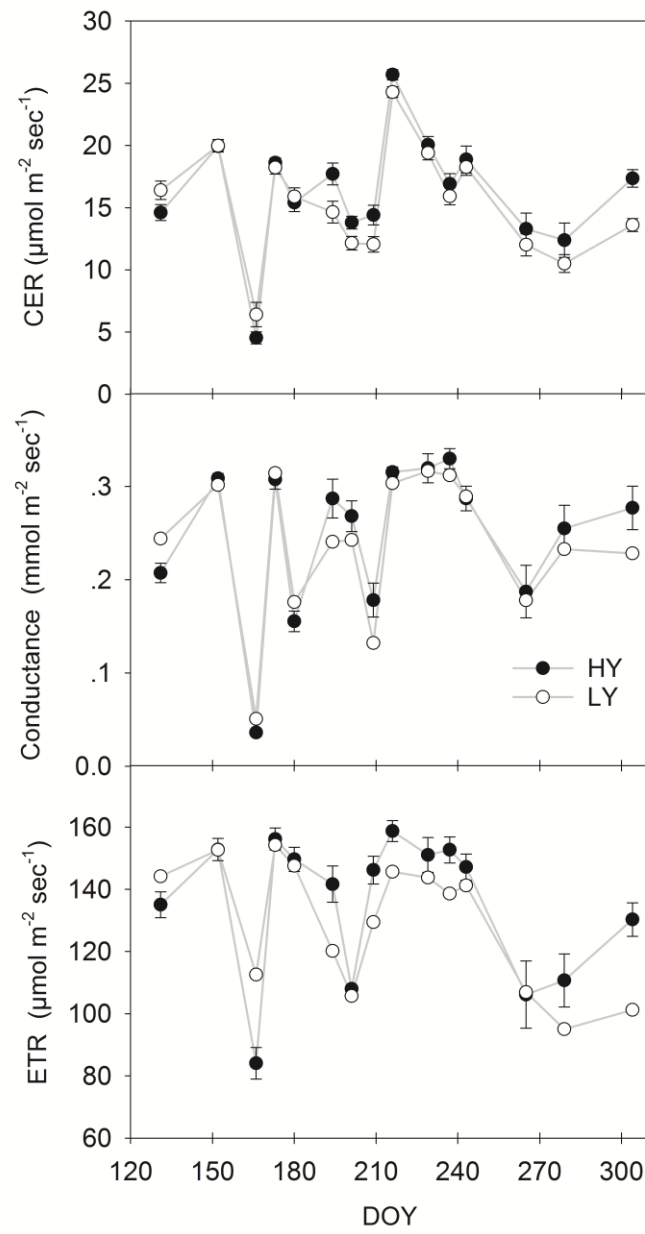 30
25
20
15
10
5
0
CER (µmol m⁻² sec⁻¹)
.3
.2
.1
0.0
Conductance (mmol m⁻² sec⁻¹)
HY
LY
160
140
120
100
80
60
ETR (µmol m⁻² sec⁻¹)
120 150 180 210 240 270 300
DOY